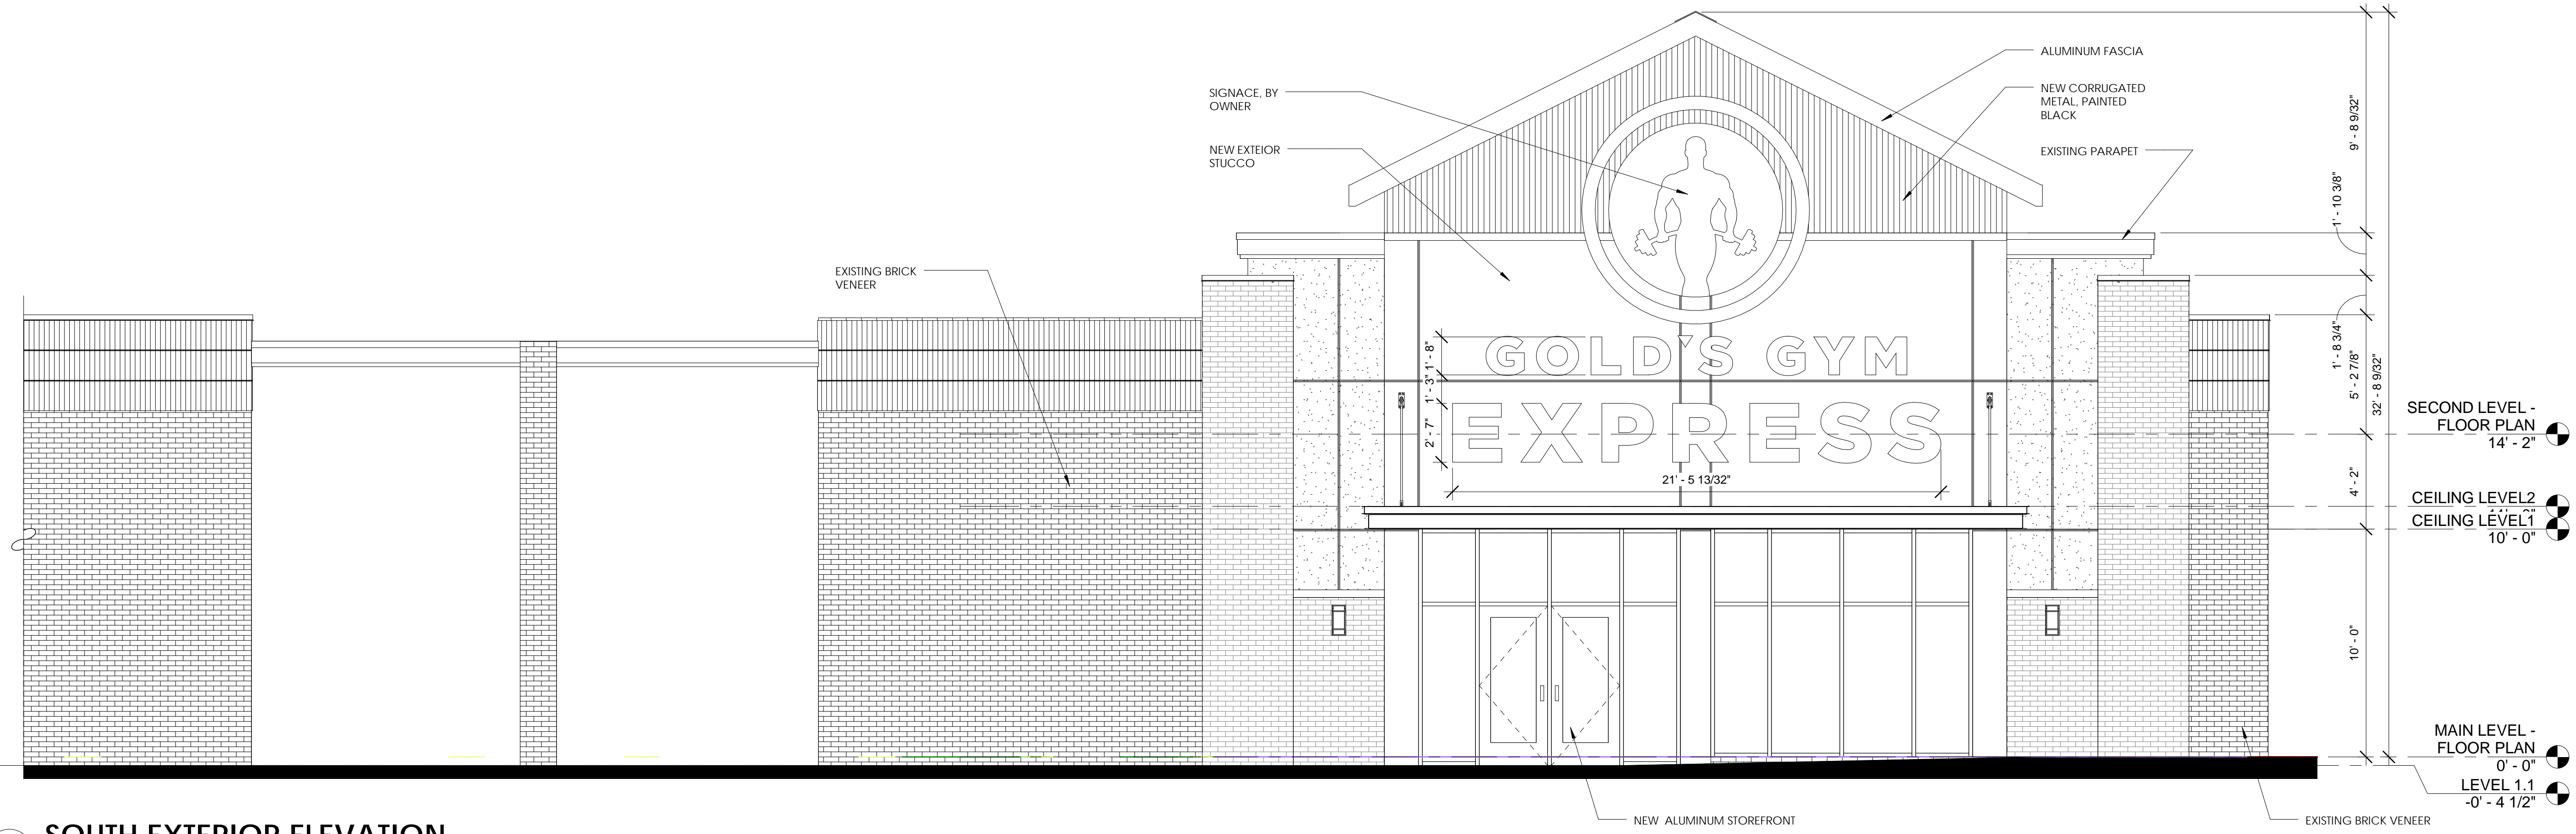 ALUMINUM FASCIA
SIGNACE, BY
OWNER
NEW CORRUGATED
METAL, PAINTED
BLACK
NEW EXTEIOR
STUCCO
EXISTING PARAPET
EXISTING BRICK
VENEER
9' - 8 9/32"
1' - 10 3/8"
1' - 8 3/4"
5' - 2 7/8"
32' - 8 9/32"
4' - 2"
10' - 0"
GOLD'S GYM
EXPRESS
1' - 8"
1' - 3"
2' - 7"
21' - 5 13/32"
SECOND LEVEL -
FLOOR PLAN
14' - 2"
CEILING LEVEL2
CEILING LEVEL1
10' - 0"
MAIN LEVEL -
FLOOR PLAN
0' - 0"
LEVEL 1.1
-0' - 4 1/2"
NEW ALUMINUM STOREFRONT
EXISTING BRICK VENEER
SOUTH EXTERIOR ELEVATION